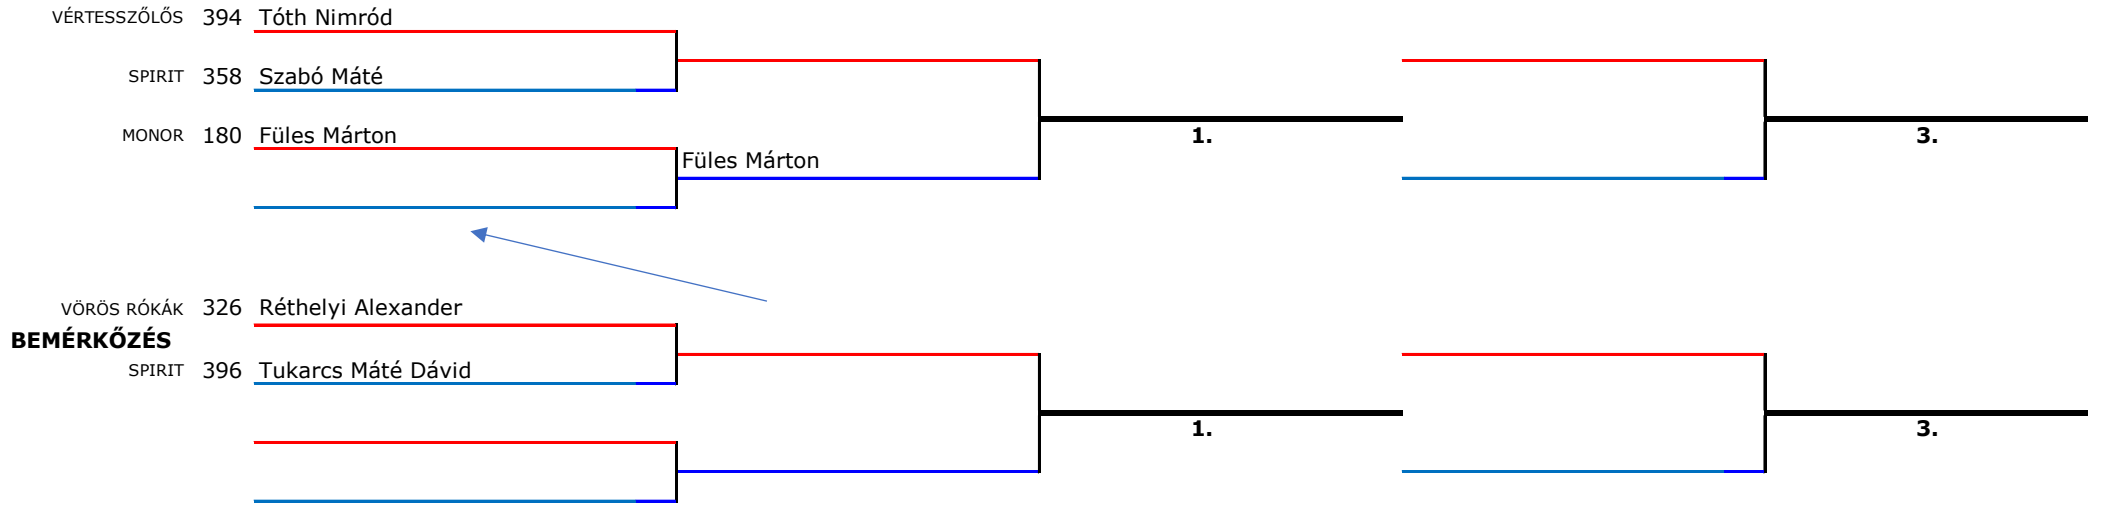 VÉRTESSZŐLŐS 394 Tóth Nimród
SPIRIT 358 Szabó Máté
MONOR 180 Füles Márton
1.
3.
Füles Márton
VÖRÖS RÓKÁK 326 Réthelyi Alexander
BEMÉRKŐZÉS
SPIRIT 396 Tukarcs Máté Dávid
1.
3.